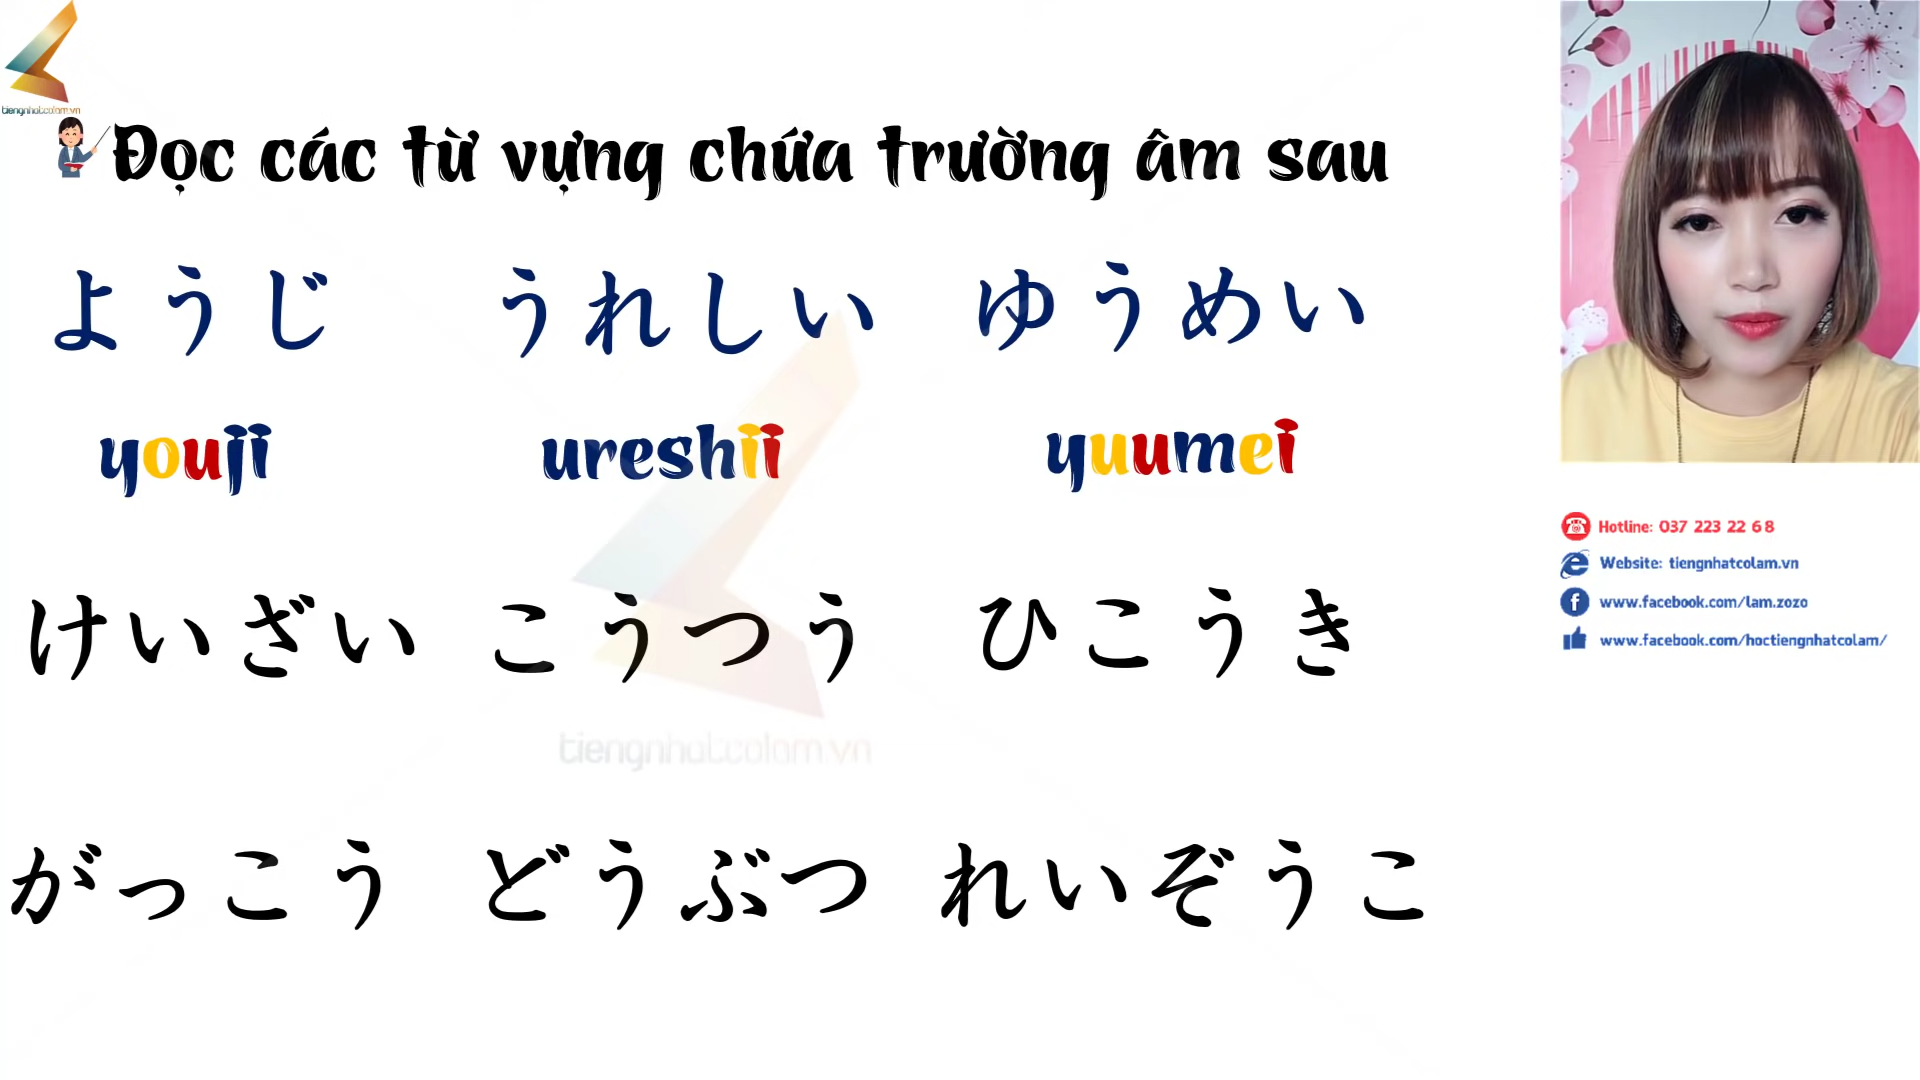 tiengnhatcolam.vn
Đọc các từ vựng chứa trường âm sau
ようじ うれしい ゆうめい
youji ureshii yuumei
けいざい こうつう ひこうき
tiengnhatcolam.vn
がっこう どうぶつ れいぞうこ
Hotline: 037 223 22 68
Website: tiengnhatcolam.vn
www.facebook.com/lam.zozo
www.facebook.com/hoctiengnhatcolam/